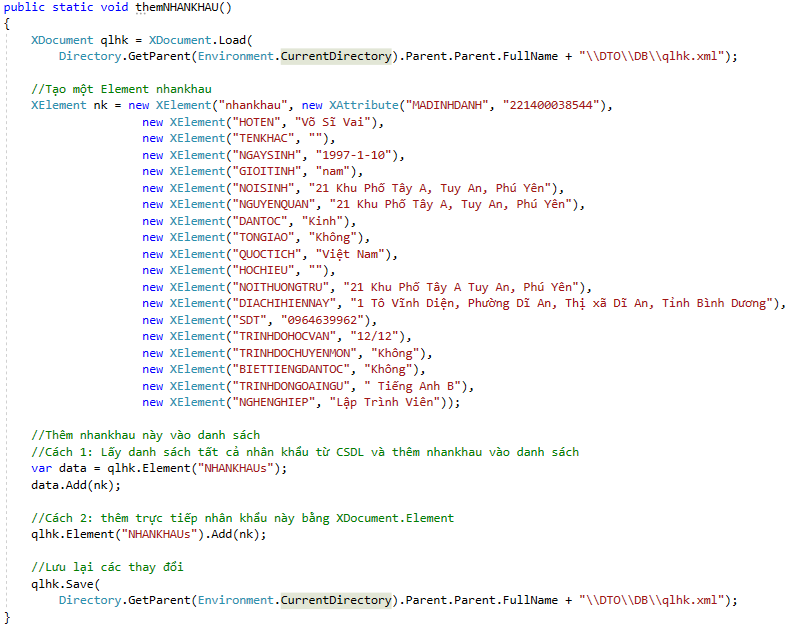 public static void themNHANKHAU()
{
XDocument qlhk = XDocument.Load(
Directory.GetParent(Environment.CurrentDirectory).Parent.Parent.FullName + "\\DTO\\DB\\qlhk.xml");
//Tạo một Element nhankhau
XElement nk = new XElement("nhankhau", new XAttribute("MADINHDANH", "221400038544"),
new XElement("HOTEN", "Võ Sĩ Vai"),
new XElement("TENKHAC", ""),
new XElement("NGAYSINH", "1997-1-10"),
new XElement("GIOITINH", "nam"),
new XElement("NOISINH", "21 Khu Phố Tây A, Tuy An, Phú Yên"),
new XElement("NGUYENQUAN", "21 Khu Phố Tây A, Tuy An, Phú Yên"),
new XElement("DANTOC", "Kinh"),
new XElement("TONGIAO", "Không"),
new XElement("QUOCTICH", "Việt Nam"),
new XElement("HOCHIEU", ""),
new XElement("NOITHUONGTRU", "21 Khu Phố Tây A Tuy An, Phú Yên"),
new XElement("DIACHIHIENNAY", "1 Tô Vĩnh Diện, Phường Dĩ An, Thị xã Dĩ An, Tỉnh Bình Dương"),
new XElement("SDT", "0964639962"),
new XElement("TRINHDOHOCVAN", "12/12"),
new XElement("TRINHDOCHUYENMON", "Không"),
new XElement("BIETTIENGDANTOC", "Không"),
new XElement("TRINHDONGOAINGU", " Tiếng Anh B"),
new XElement("NGHENGHIEP", "Lập Trình Viên"));
//Thêm nhankhau này vào danh sách
//Cách 1: Lấy danh sách tất cả nhân khẩu từ CSDL và thêm nhankhau vào danh sách
var data = qlhk.Element("NHANKHAUs");
data.Add(nk);
//Cách 2: thêm trực tiếp nhân khẩu này bằng XDocument.Element
qlhk.Element("NHANKHAUs").Add(nk);
//Lưu lại các thay đổi
qlhk.Save(
Directory.GetParent(Environment.CurrentDirectory).Parent.Parent.FullName + "\\DTO\\DB\\qlhk.xml");
}